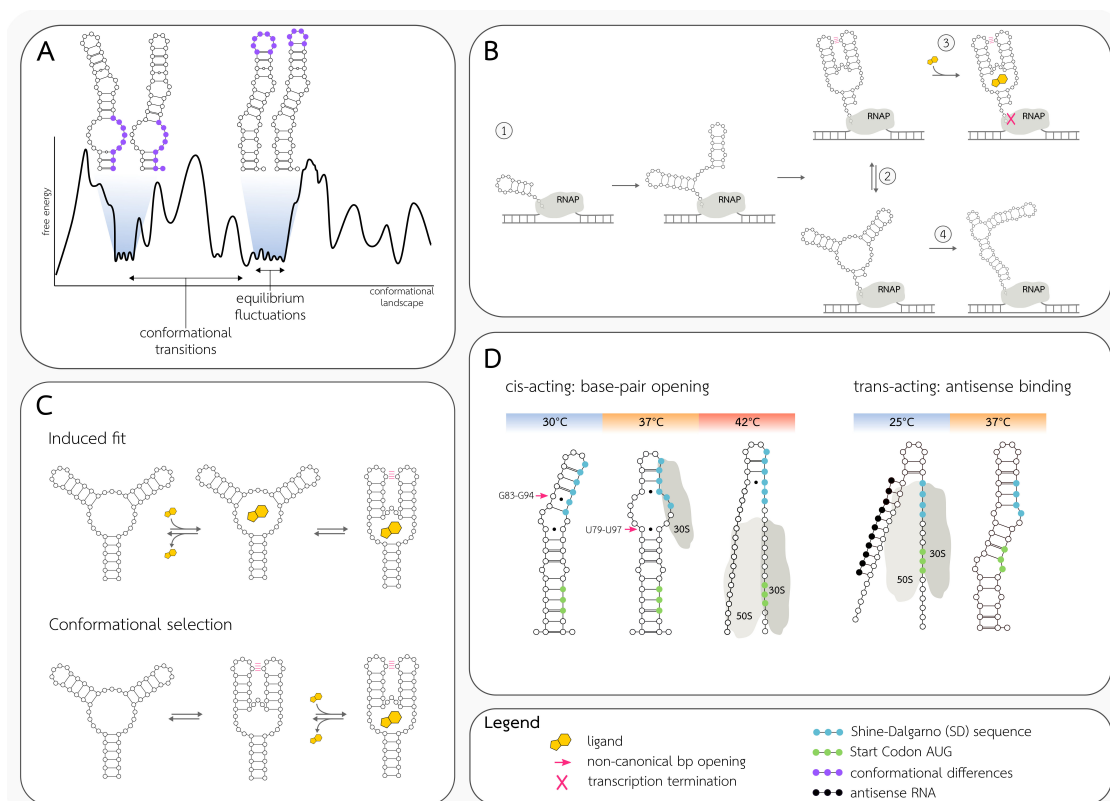 A
free energy
conformational
landscape
equilibrium
fluctuations
conformational
transitions
B
1
RNAP
RNAP
RNAP
3
RNAP
2
4
RNAP
RNAP
C
Induced fit
Conformational selection
D
cis-acting: base-pair opening
trans-acting: antisense binding
30°C
37°C
42°C
25°C
37°C
G83-G94
U79-U97
30S
50S
30S
50S
30S
Legend
ligand
non-canonical bp opening
transcription termination
Shine-Dalgarno (SD) sequence
Start Codon AUG
conformational differences
antisense RNA